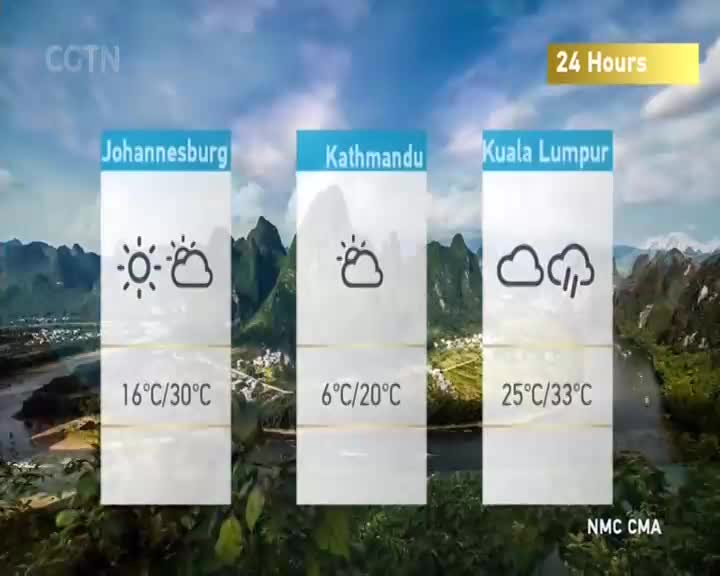 CGTN
24 Hours
Johannesburg
Kathmandu
Kuala Lumpur
16°C/30°C
6°C/20°C
25°C/33°C
NMC CMA